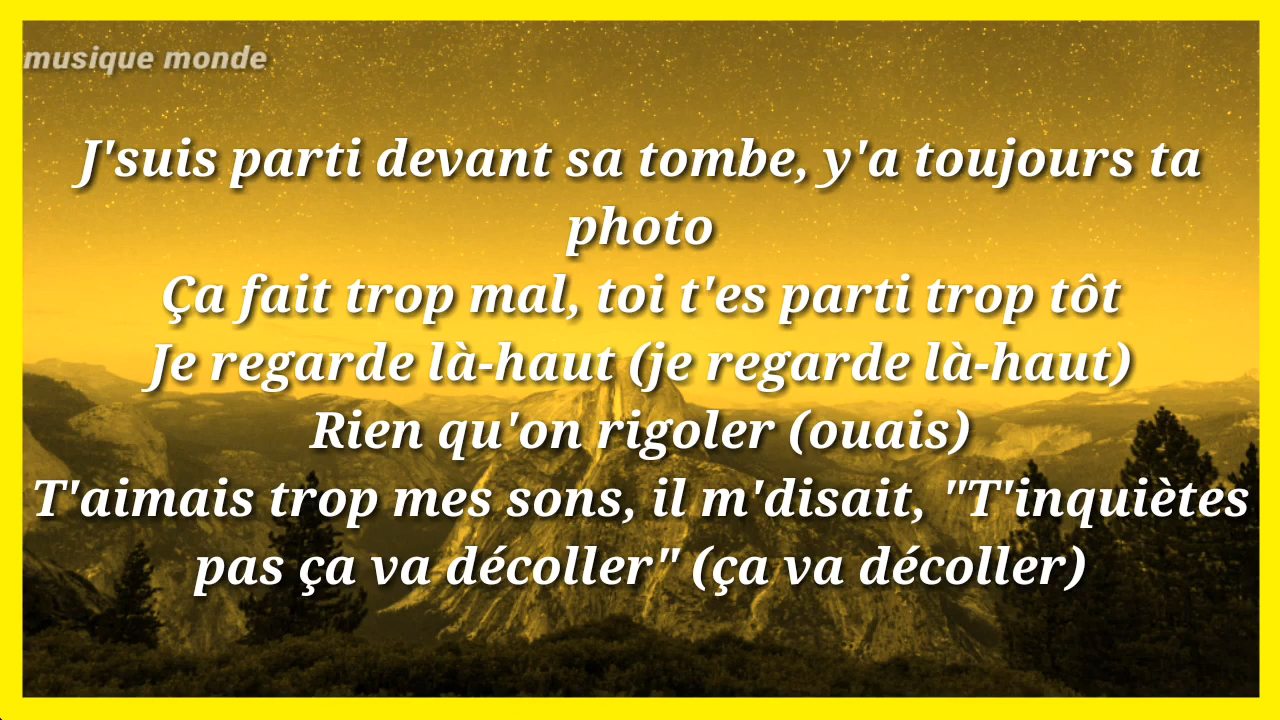 musique monde
J'suis parti devant sa tombe, y'a toujours ta
photo
Ça fait trop mal, toi t'es parti trop tôt
Je regarde là-haut (je regarde là-haut)
Rien qu'on rigoler (ouais)
T'aimais trop mes sons, il m'disait, "T'inquiètes
pas ça va décoller" (ça va décoller)